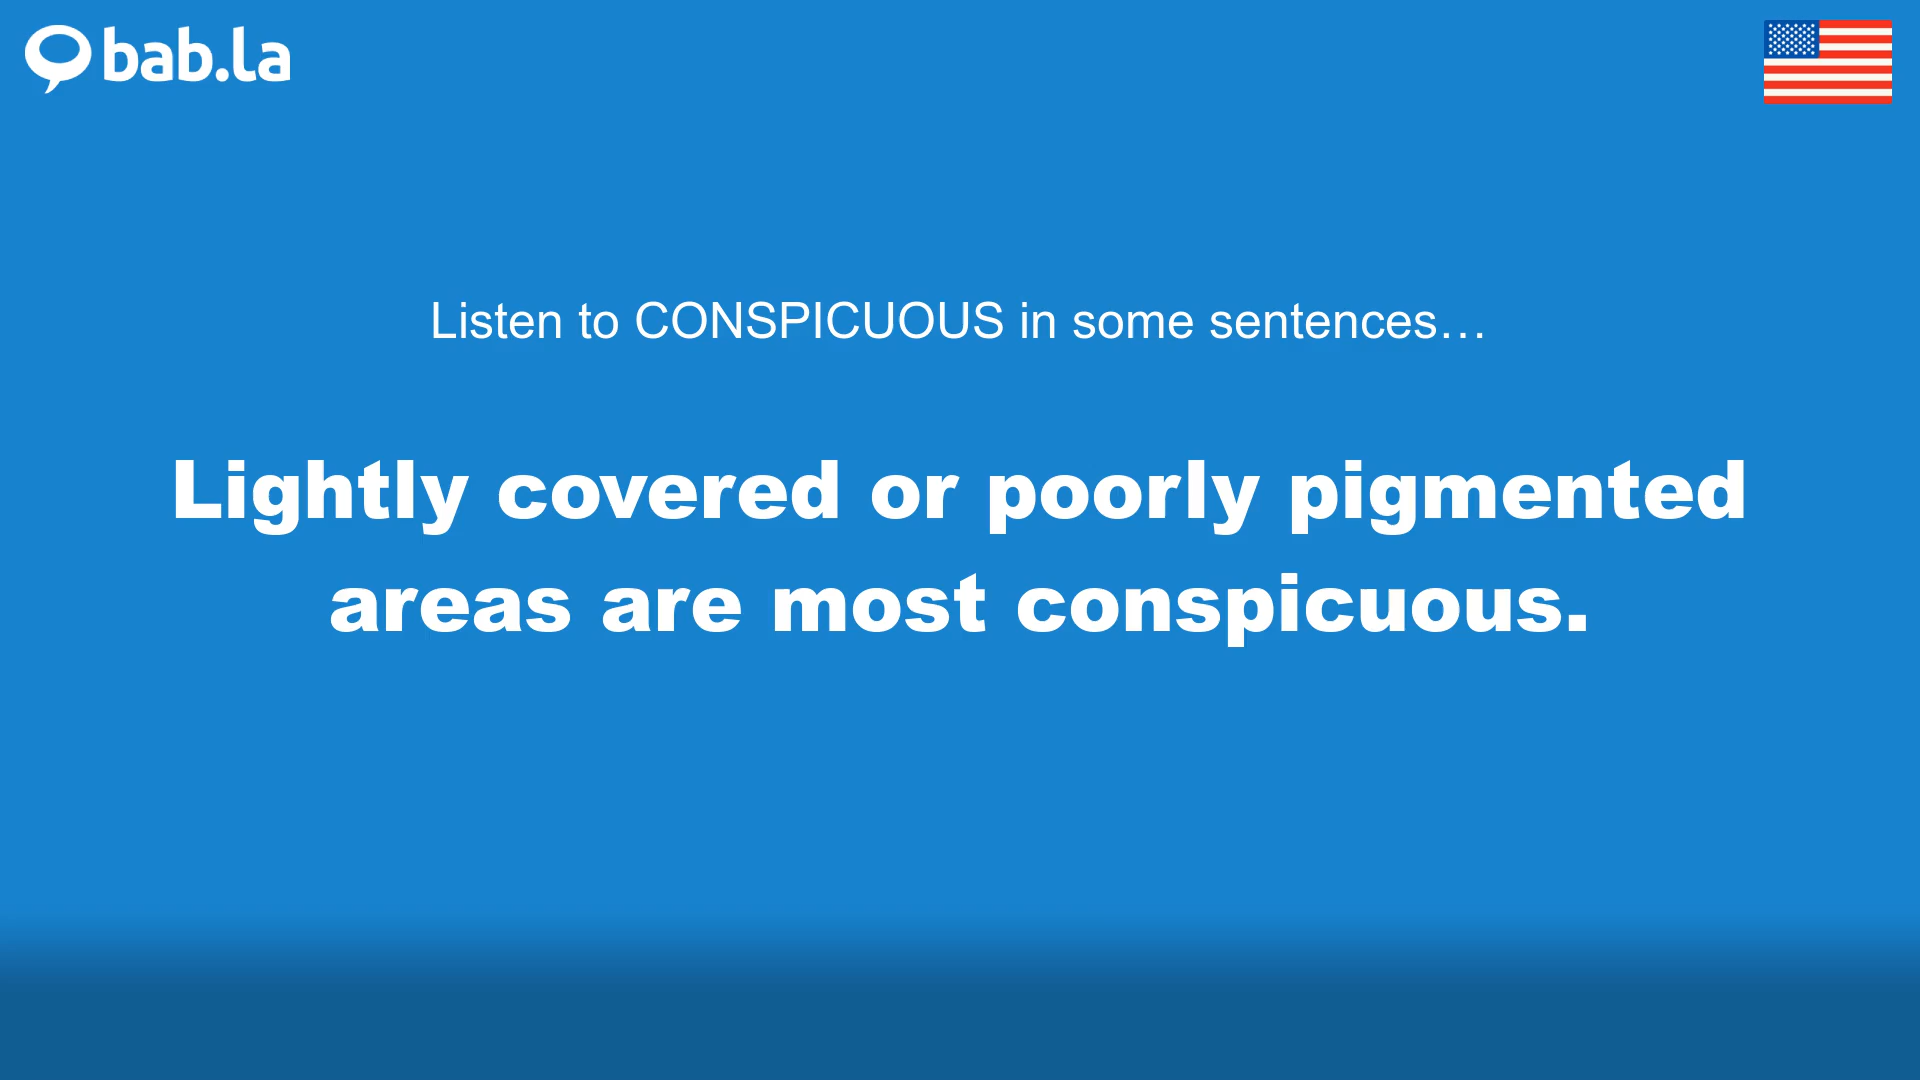 bab.la
Listen to CONSPICUOUS in some sentences…
Lightly covered or poorly pigmented
areas are most conspicuous.